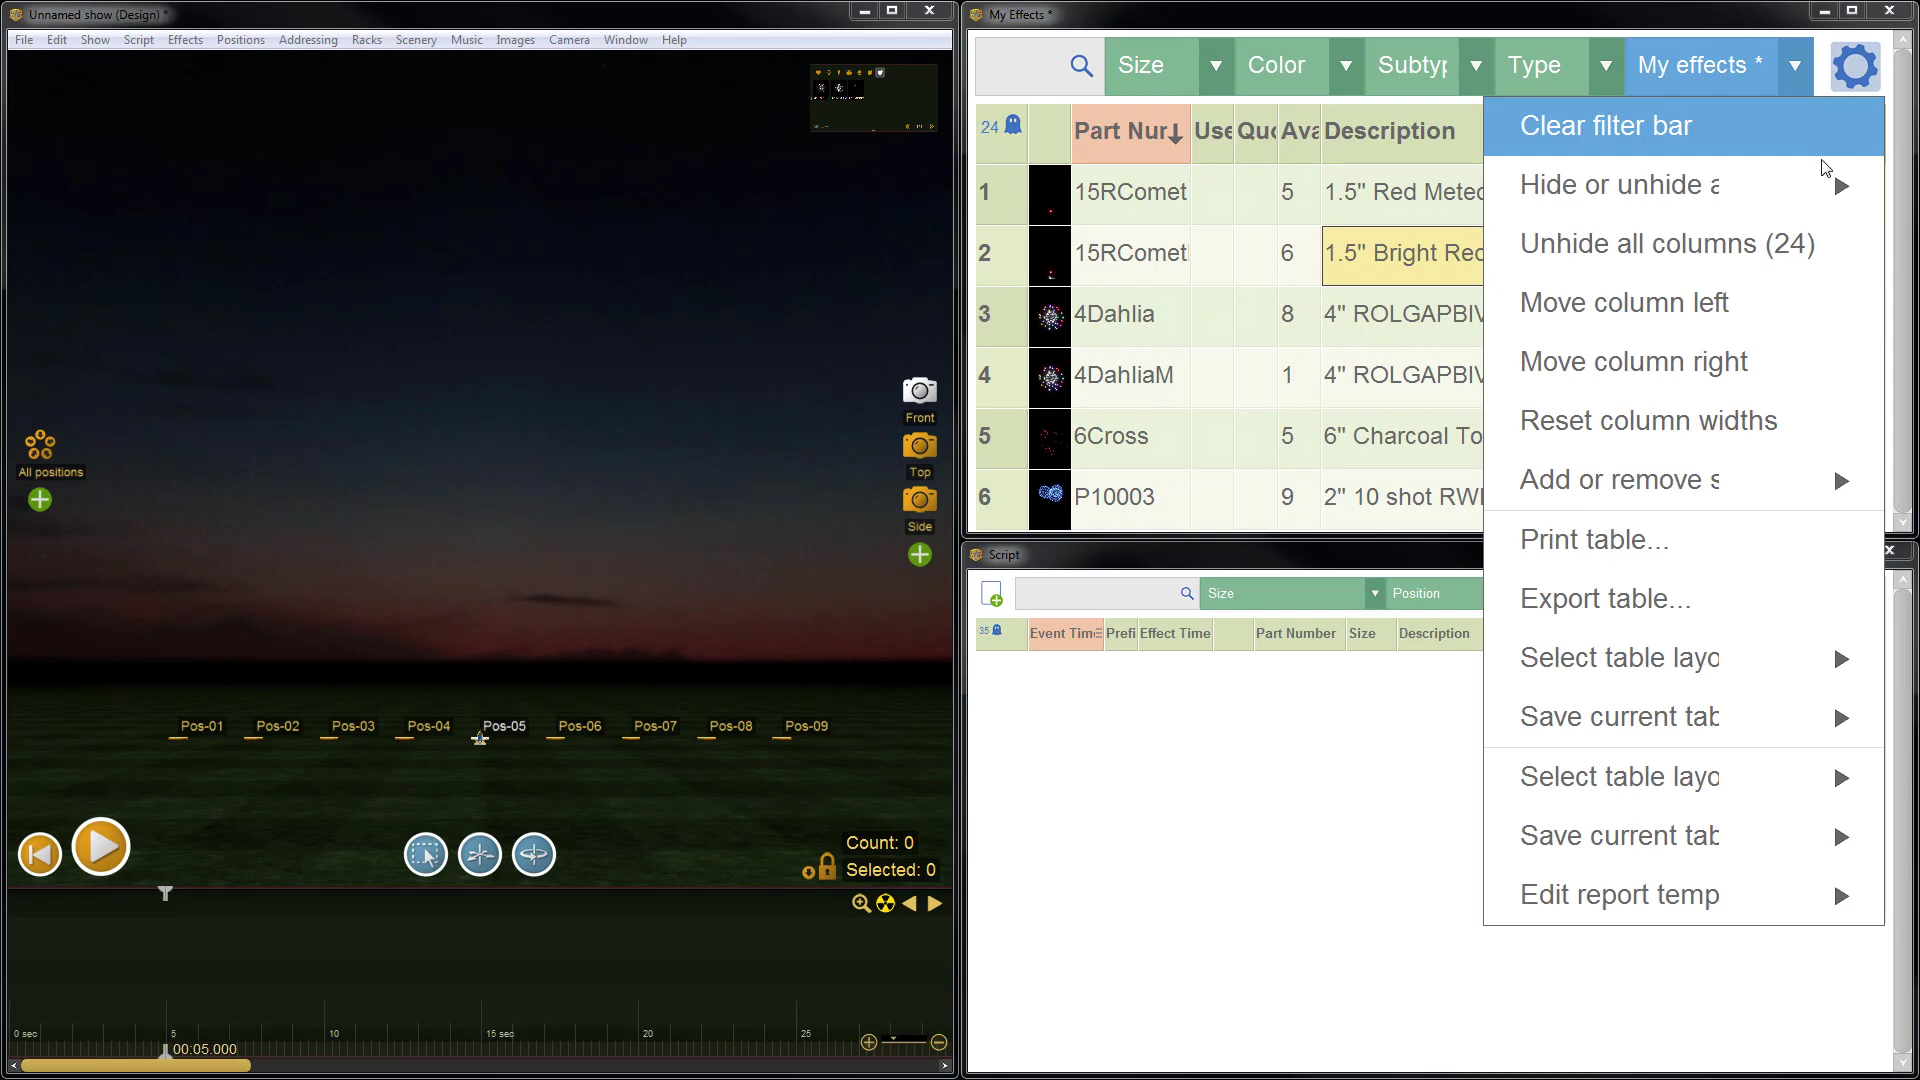 Unnamed show (Design) *
File Edit Show Script Effects Positions Addressing Racks Scenery Music Images Camera Window Help
Front
Top
Side
All positions
Pos-01 Pos-02 Pos-03 Pos-04 Pos-05 Pos-06 Pos-07 Pos-08 Pos-09
Count: 0
Selected: 0
0 sec 5 10 15 sec 20 25
00:05.000
My Effects *
Size Color Subtyp Type My effects *
24 Part Nur Use Quo Ava Description
1 15RComet 5 1.5" Red Metec
2 15RComet 6 1.5" Bright Rec
3 4Dahlia 8 4" ROLGAPBIV
4 4DahliaM 1 4" ROLGAPBIV
5 6Cross 5 6" Charcoal To
6 P10003 9 2" 10 shot RWI
Clear filter bar
Hide or unhide a
Unhide all columns (24)
Move column left
Move column right
Reset column widths
Add or remove s
Print table...
Export table...
Select table layo
Save current tab
Select table layo
Save current tab
Edit report temp
Script
Size Position
35 Event Time Prefi Effect Time Part Number Size Description